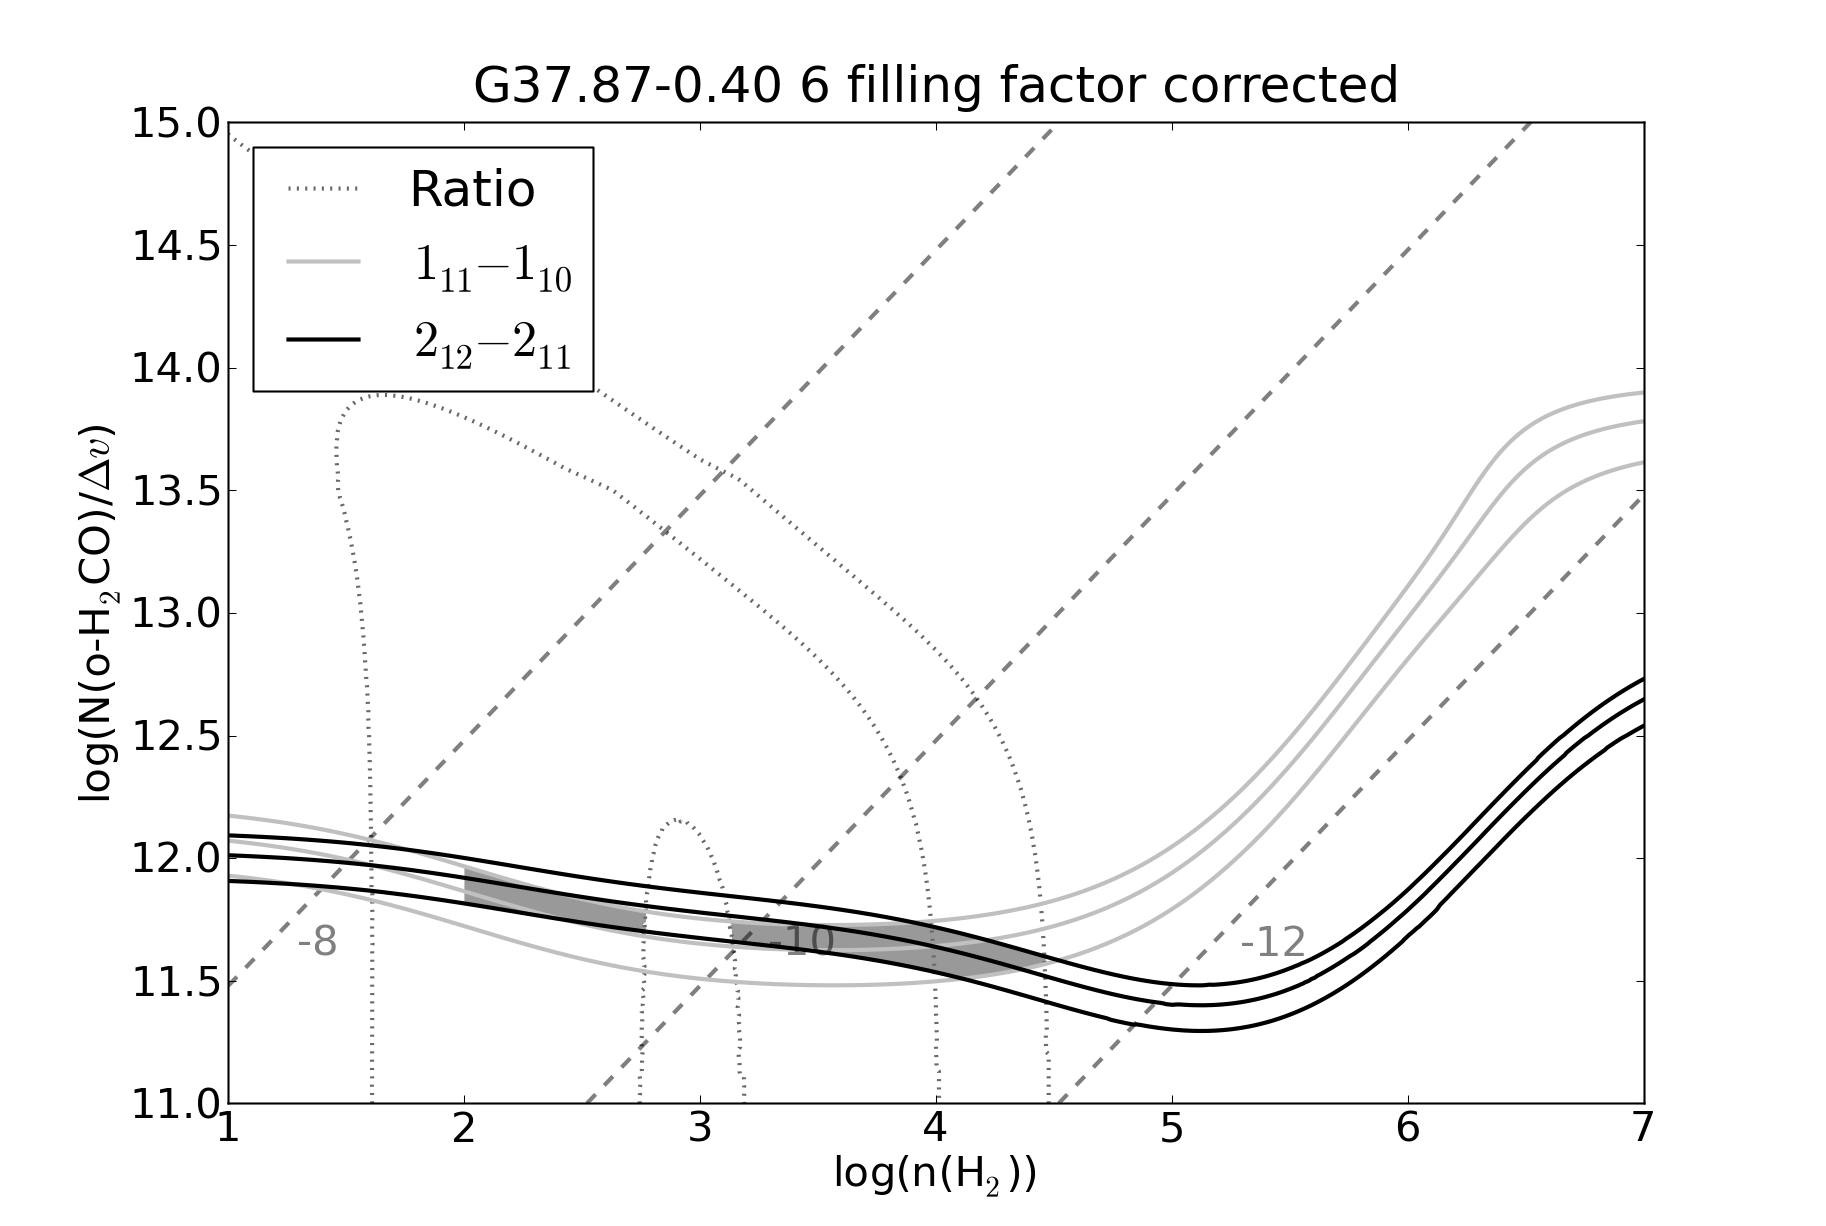 G37.87-0.40 6 filling factor corrected
15.0
14.5
14.0
13.5
13.0
12.5
12.0
11.5
11.0
log(N(o-H₂CO)/Δv)
Ratio
1₁₁−1₁₀
2₁₂−2₁₁
-8
-10
-12
1 2 3 4 5 6 7
log(n(H₂))